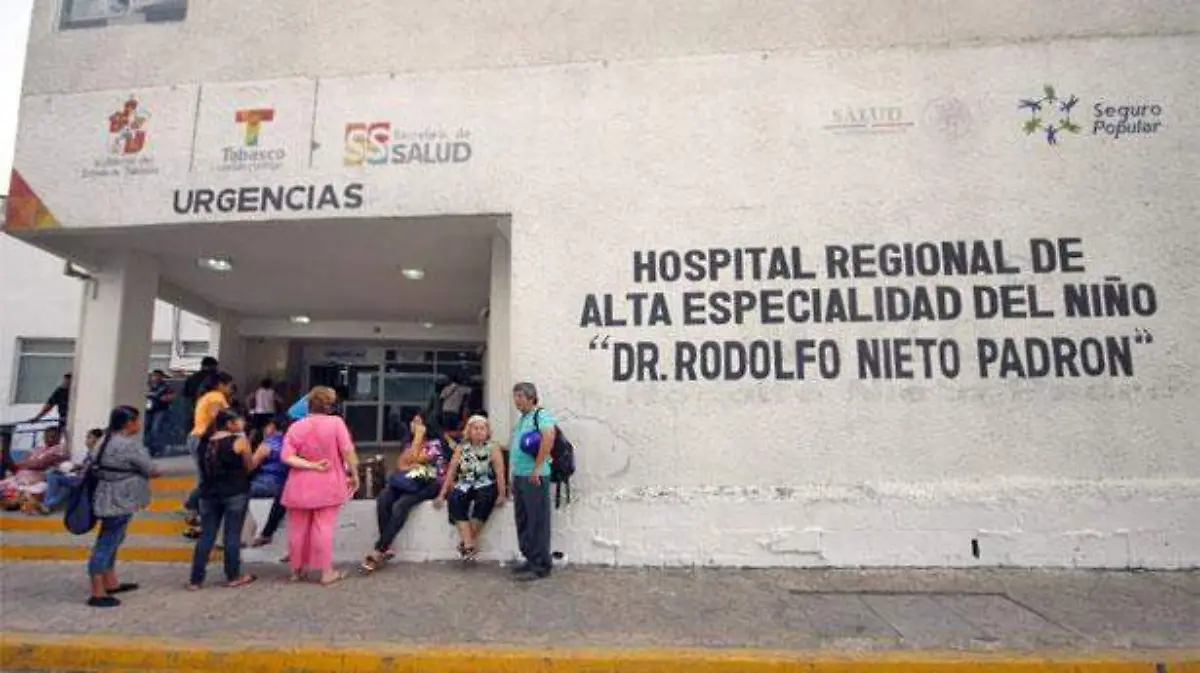 Tabasco
SS Secretaría de
SALUD
SALUD
Seguro
Popular
URGENCIAS
HOSPITAL REGIONAL DE
ALTA ESPECIALIDAD DEL NIÑO
"DR. RODOLFO NIETO PADRON"